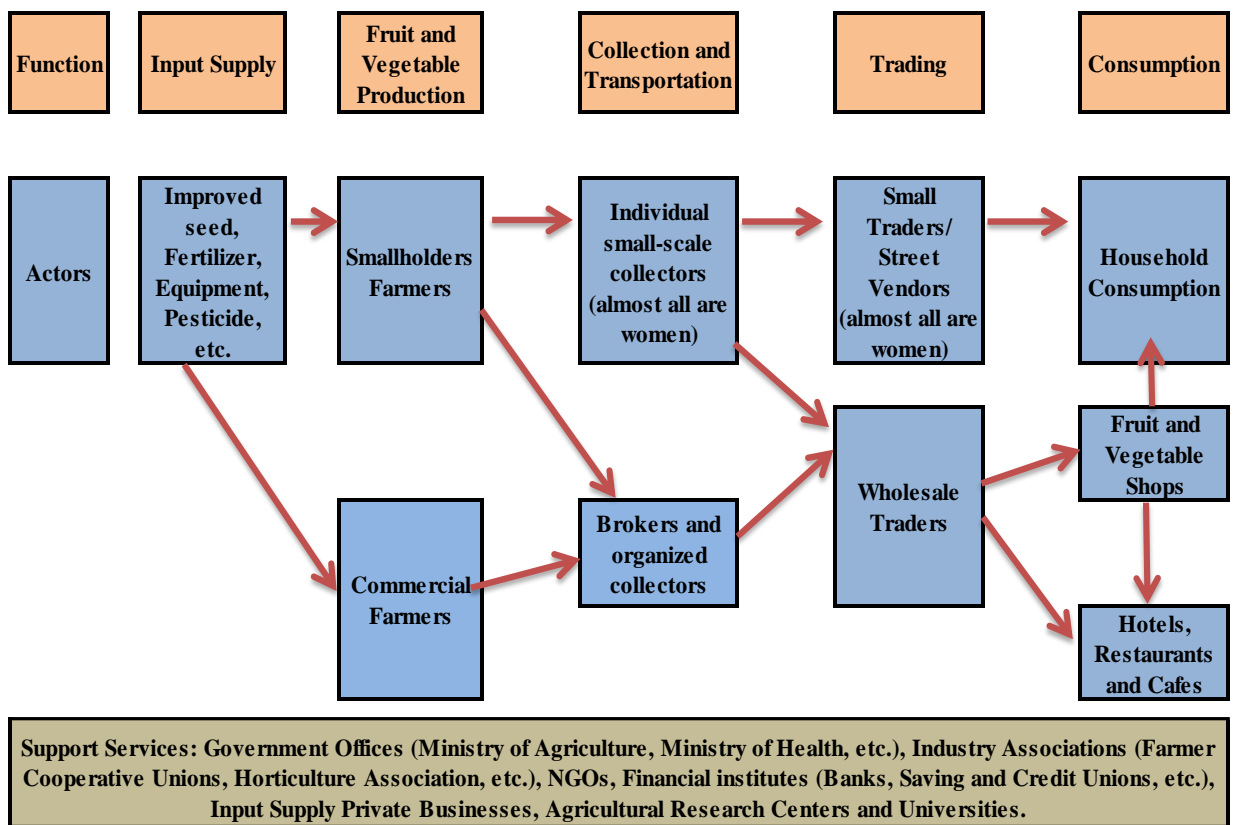 Function
Input Supply
Fruit and
Vegetable
Production
Collection and
Transportation
Trading
Consumption
Actors
Improved
seed,
Fertilizer,
Equipment,
Pesticide,
etc.
Smallholders
Farmers
Individual
small-scale
collectors
(almost all are
women)
Small
Traders/
Street
Vendors
(almost all are
women)
Household
Consumption
Commercial
Farmers
Brokers and
organized
collectors
Wholesale
Traders
Fruit and
Vegetable
Shops
Hotels,
Restaurants
and Cafes
Support Services: Government Offices (Ministry of Agriculture, Ministry of Health, etc.), Industry Associations (Farmer
Cooperative Unions, Horticulture Association, etc.), NGOs, Financial institutes (Banks, Saving and Credit Unions, etc.),
Input Supply Private Businesses, Agricultural Research Centers and Universities.